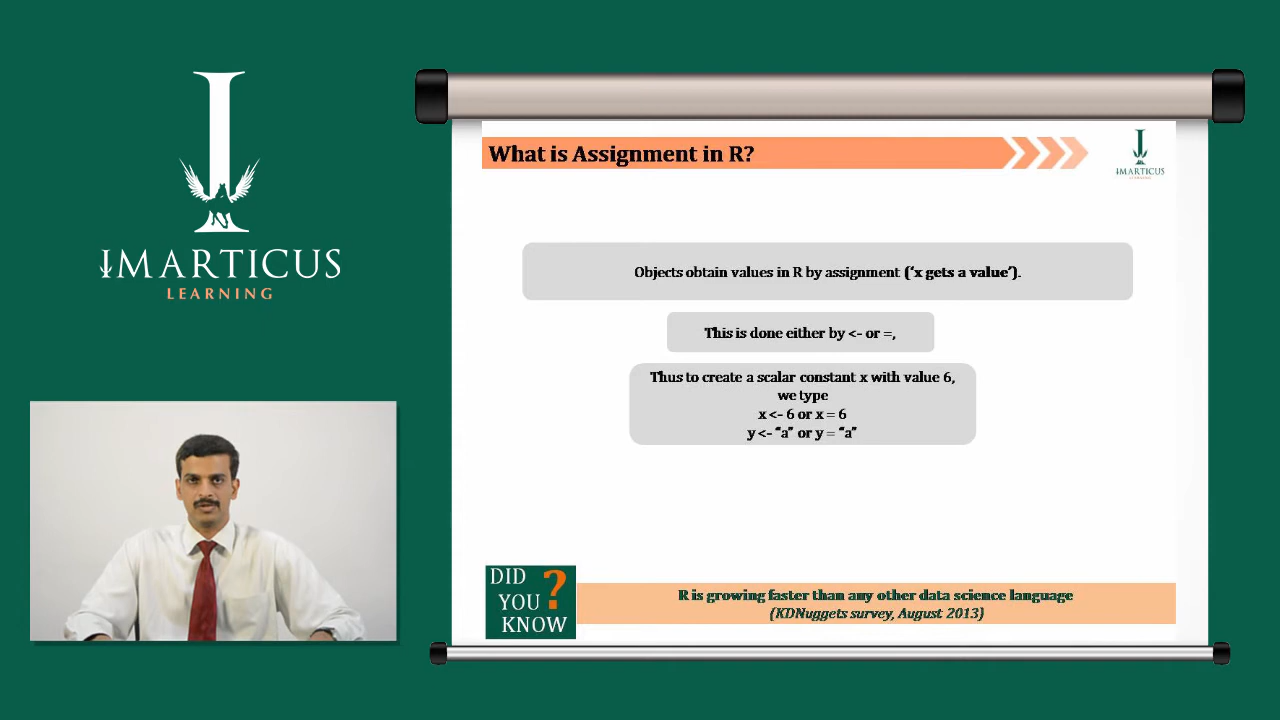 IMARTICUS
LEARNING
What is Assignment in R?
IMARTICUS
LEARNING
Objects obtain values in R by assignment (‘x gets a value’).
This is done either by <- or =,
Thus to create a scalar constant x with value 6,
we type
x <- 6 or x = 6
y <- “a” or y = “a”
DID
YOU ?
KNOW
R is growing faster than any other data science language
(KDNuggets survey, August 2013)